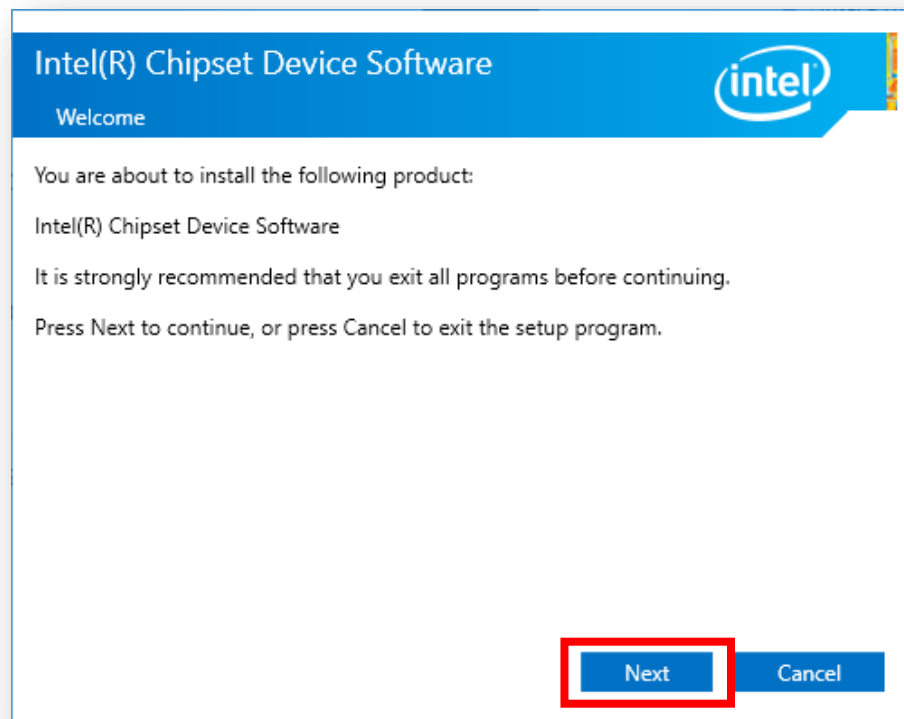 Intel(R) Chipset Device Software
intel
Welcome
You are about to install the following product:
Intel(R) Chipset Device Software
It is strongly recommended that you exit all programs before continuing.
Press Next to continue, or press Cancel to exit the setup program.
Next
Cancel